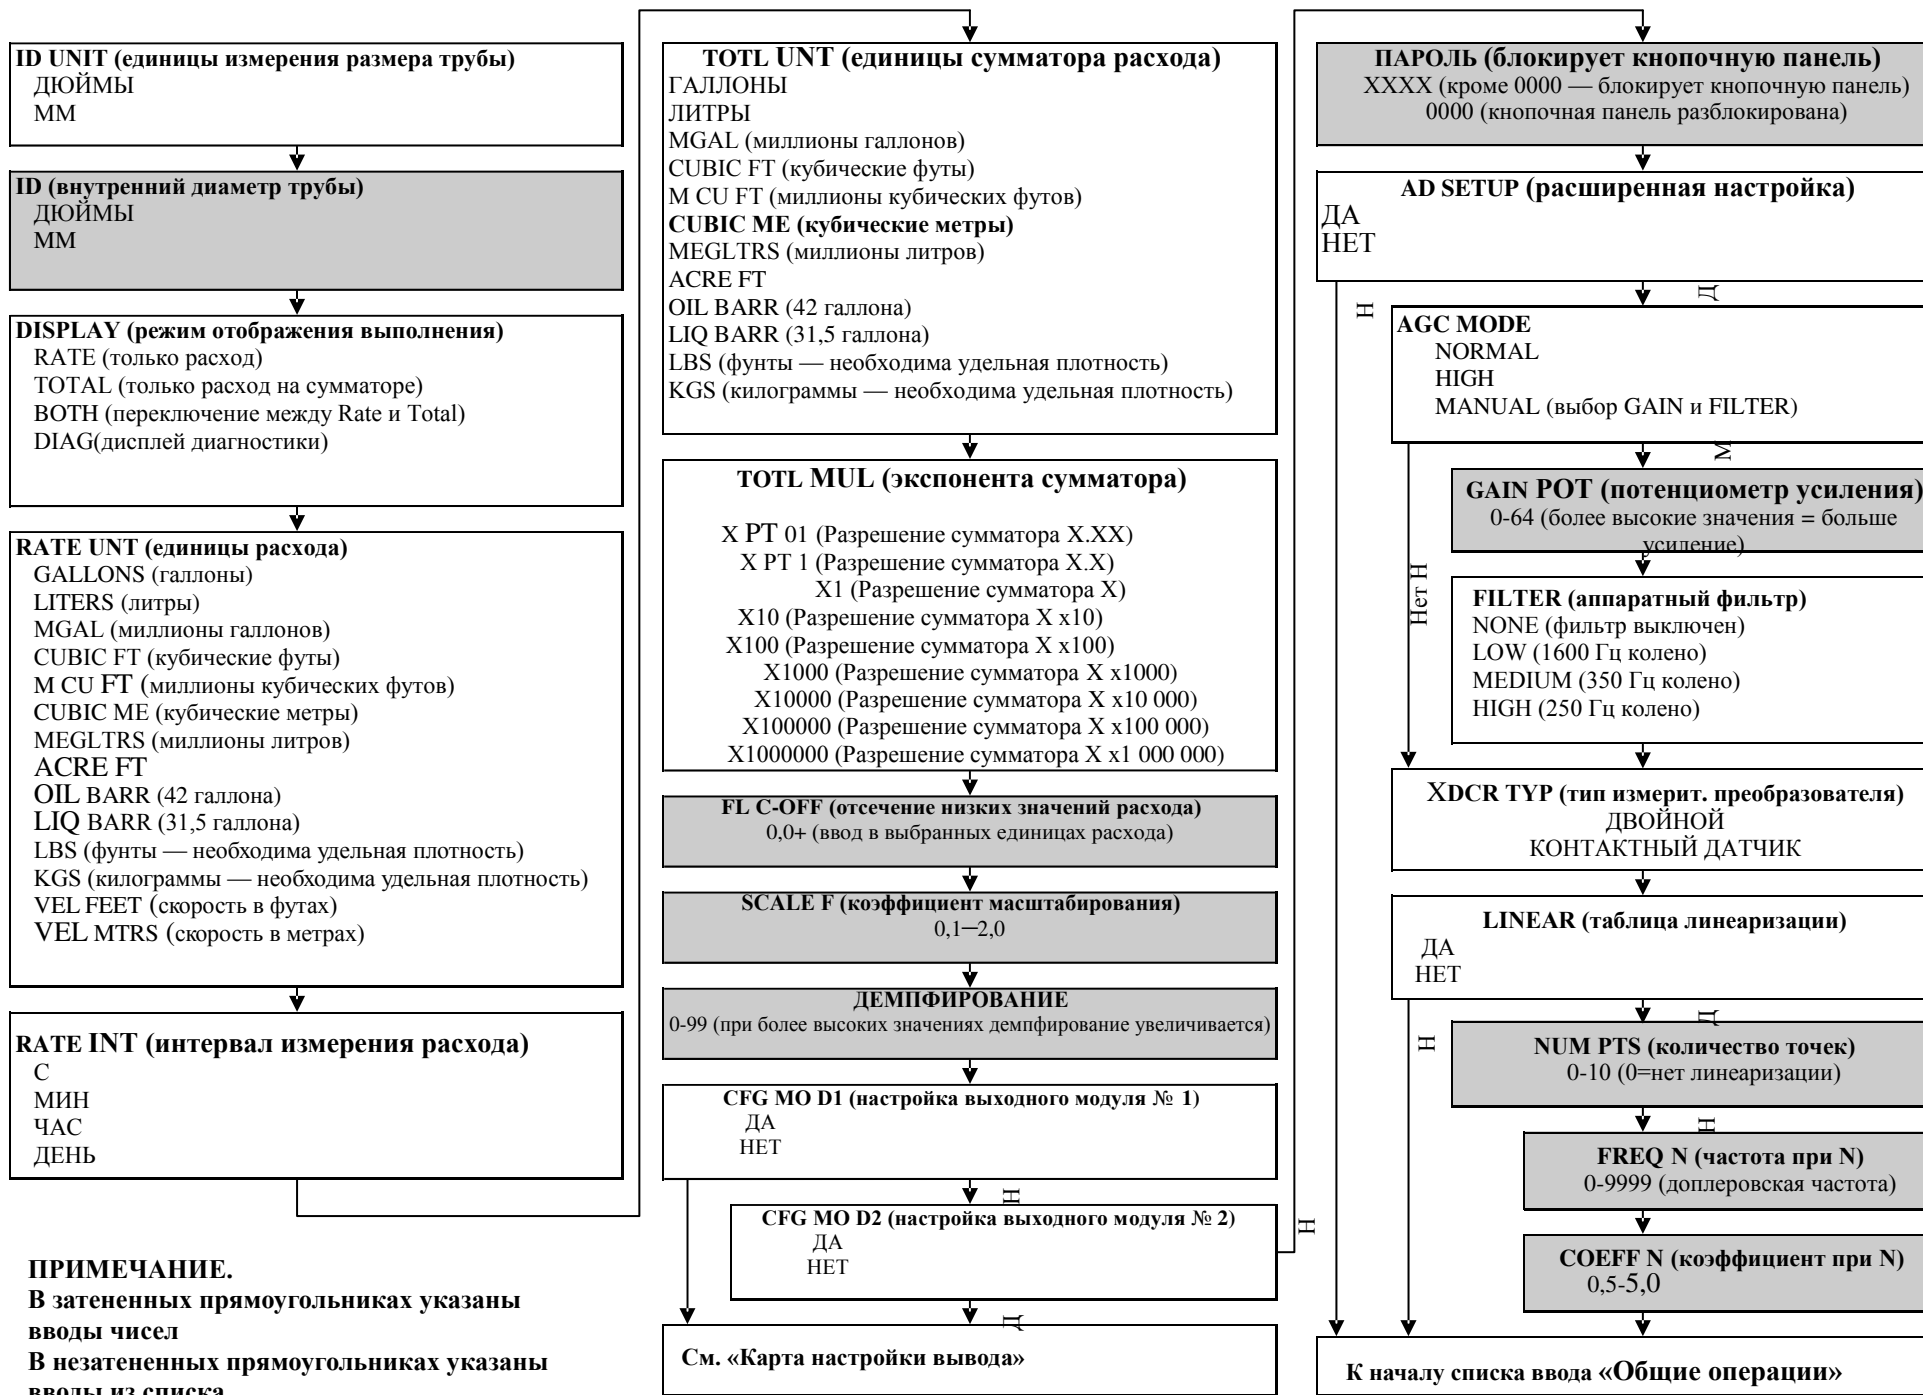 ID UNIT (единицы измерения размера трубы)
ДЮЙМЫ
ММ
ID (внутренний диаметр трубы)
ДЮЙМЫ
ММ
DISPLAY (режим отображения выполнения)
RATE (только расход)
TOTAL (только расход на сумматоре)
BOTH (переключение между Rate и Total)
DIAG(дисплей диагностики)
RATE UNT (единицы расхода)
GALLONS (галлоны)
LITERS (литры)
MGAL (миллионы галлонов)
CUBIC FT (кубические футы)
M CU FT (миллионы кубических футов)
CUBIC ME (кубические метры)
MEGLTRS (миллионы литров)
ACRE FT
OIL BARR (42 галлона)
LIQ BARR (31,5 галлона)
LBS (фунты — необходима удельная плотность)
KGS (килограммы — необходима удельная плотность)
VEL FEET (скорость в футах)
VEL MTRS (скорость в метрах)
RATE INT (интервал измерения расхода)
С
МИН
ЧАС
ДЕНЬ
ПРИМЕЧАНИЕ.
В затененных прямоугольниках указаны
вводы чисел
В незатененных прямоугольниках указаны
вводы из списка
TOTL UNT (единицы сумматора расхода)
ГАЛЛОНЫ
ЛИТРЫ
MGAL (миллионы галлонов)
CUBIC FT (кубические футы)
M CU FT (миллионы кубических футов)
CUBIC ME (кубические метры)
MEGLTRS (миллионы литров)
ACRE FT
OIL BARR (42 галлона)
LIQ BARR (31,5 галлона)
LBS (фунты — необходима удельная плотность)
KGS (килограммы — необходима удельная плотность)
TOTL MUL (экспонента сумматора)
X PT 01 (Разрешение сумматора X.XX)
X PT 1 (Разрешение сумматора X.X)
X1 (Разрешение сумматора X)
X10 (Разрешение сумматора X x10)
X100 (Разрешение сумматора X x100)
X1000 (Разрешение сумматора X x1000)
X10000 (Разрешение сумматора X x10 000)
X100000 (Разрешение сумматора X x100 000)
X1000000 (Разрешение сумматора X x1 000 000)
FL C-OFF (отсечение низких значений расхода)
0,0+ (ввод в выбранных единицах расхода)
SCALE F (коэффициент масштабирования)
0,1—2,0
ДЕМПФИРОВАНИЕ
0-99 (при более высоких значениях демпфирование увеличивается)
CFG MO D1 (настройка выходного модуля № 1)
ДА
НЕТ
Н
CFG MO D2 (настройка выходного модуля № 2)
ДА
НЕТ
Н
Д
См. «Карта настройки вывода»
ПАРОЛЬ (блокирует кнопочную панель)
XXXX (кроме 0000 — блокирует кнопочную панель)
0000 (кнопочная панель разблокирована)
AD SETUP (расширенная настройка)
ДА
НЕТ
Н
Д
AGC MODE
NORMAL
HIGH
MANUAL (выбор GAIN и FILTER)
М
Нет Н
GAIN POT (потенциометр усиления)
0-64 (более высокие значения = больше
усиление)
FILTER (аппаратный фильтр)
NONE (фильтр выключен)
LOW (1600 Гц колено)
MEDIUM (350 Гц колено)
HIGH (250 Гц колено)
XDCR TYP (тип измерит. преобразователя)
ДВОЙНОЙ
КОНТАКТНЫЙ ДАТЧИК
LINEAR (таблица линеаризации)
ДА
НЕТ
Н
Д
NUM PTS (количество точек)
0-10 (0=нет линеаризации)
Н
FREQ N (частота при N)
0-9999 (доплеровская частота)
COEFF N (коэффициент при N)
0,5-5,0
К началу списка ввода «Общие операции»